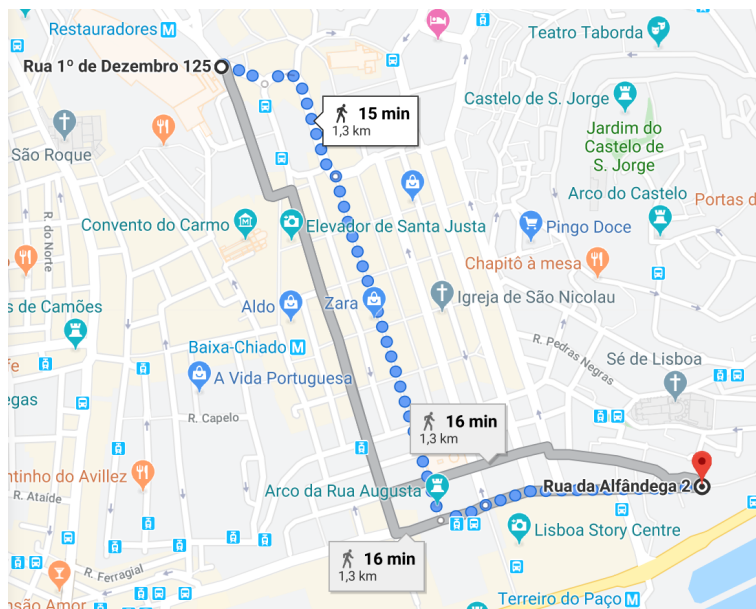 Restauradores M
Teatro Taborda
Rua 1º de Dezembro 125
15 min
1,3 km
Castelo de S. Jorge
Jardim do
Castelo de
S. Jorge
São Roque
Arco do Castelo
Portas d
R. do Norte
Convento do Carmo
Elevador de Santa Justa
Pingo Doce
Chapitô à mesa
s de Camões
Aldo
Zara
Igreja de São Nicolau
Baixa-Chiado M
R. Pedras Negras
Sé de Lisboa
fe
A Vida Portuguesa
egas
R. Capelo
16 min
1,3 km
ntinho do Avillez
Arco da Rua Augusta
Rua da Alfândega 2
R. Ataíde
Lisboa Story Centre
16 min
1,3 km
R. Ferragial
nsão Amor
Terreiro do Paço M